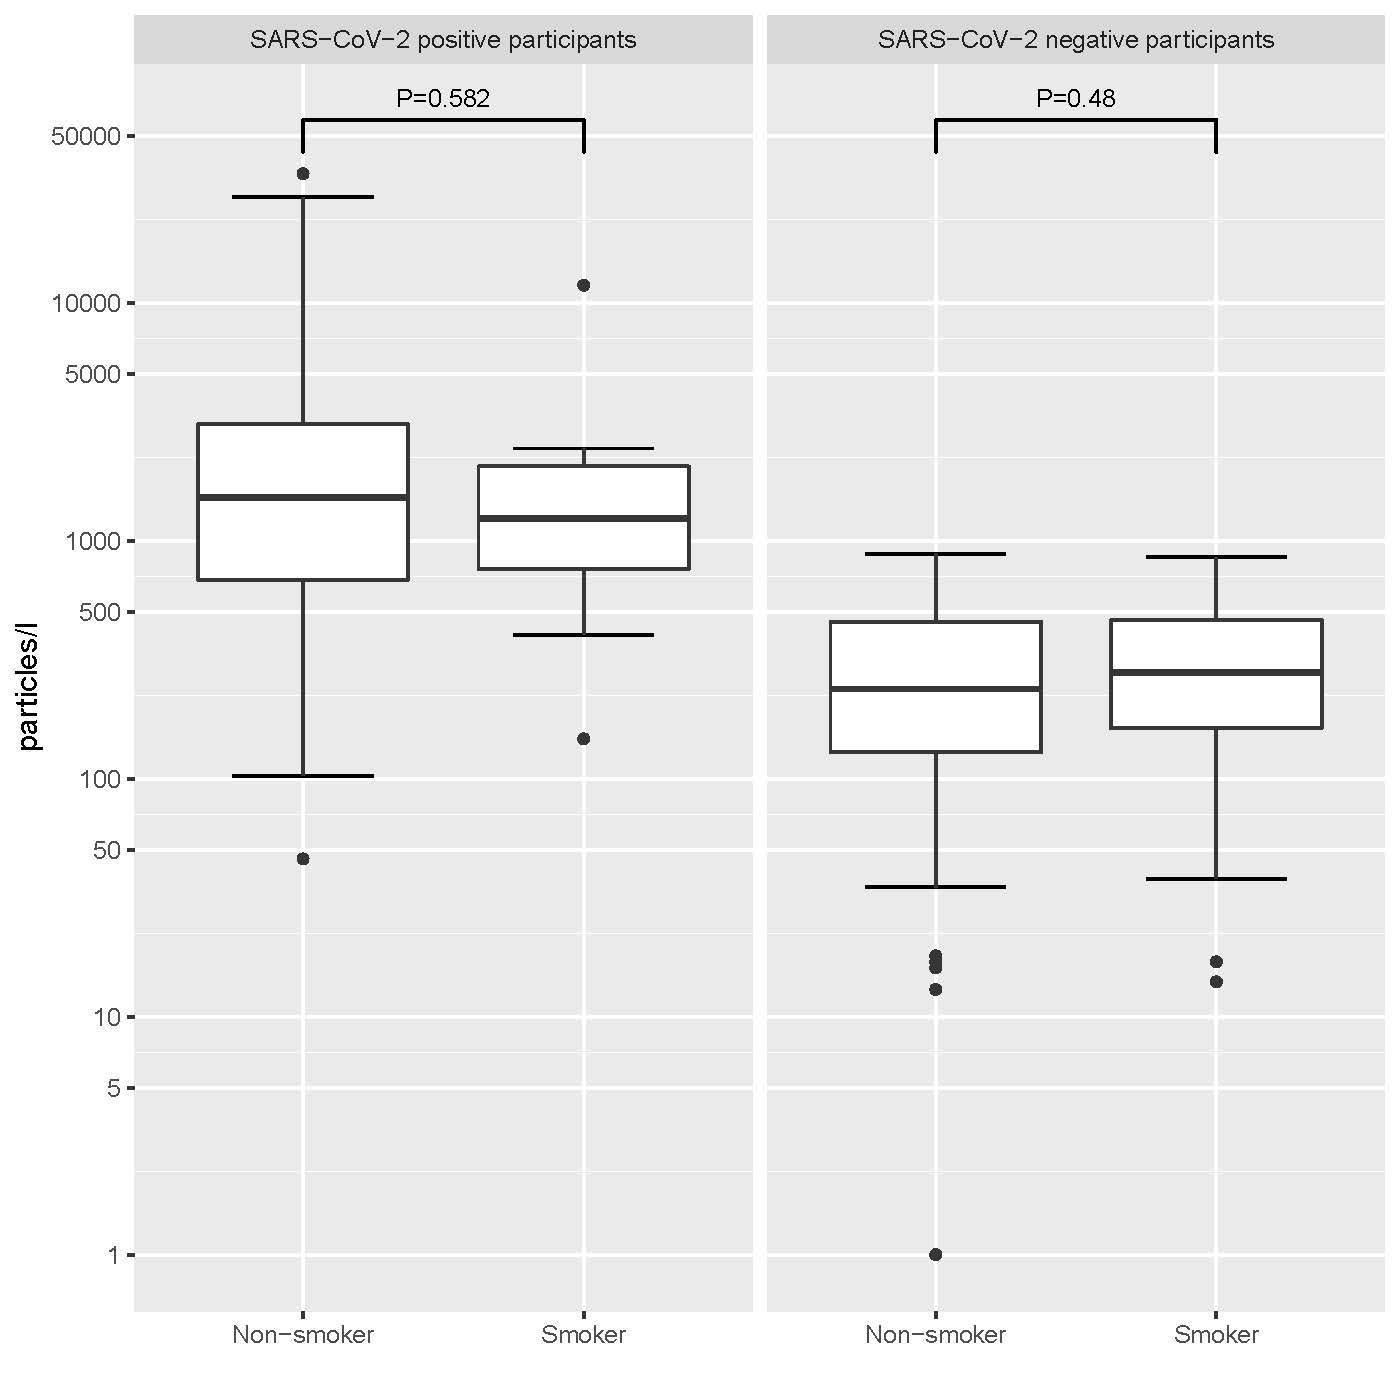 SARS-CoV-2 positive participants
SARS-CoV-2 negative participants
P=0.582
P=0.48
50000
10000
5000
1000
500
100
50
10
5
1
particles/l
Non-smoker
Smoker
Non-smoker
Smoker